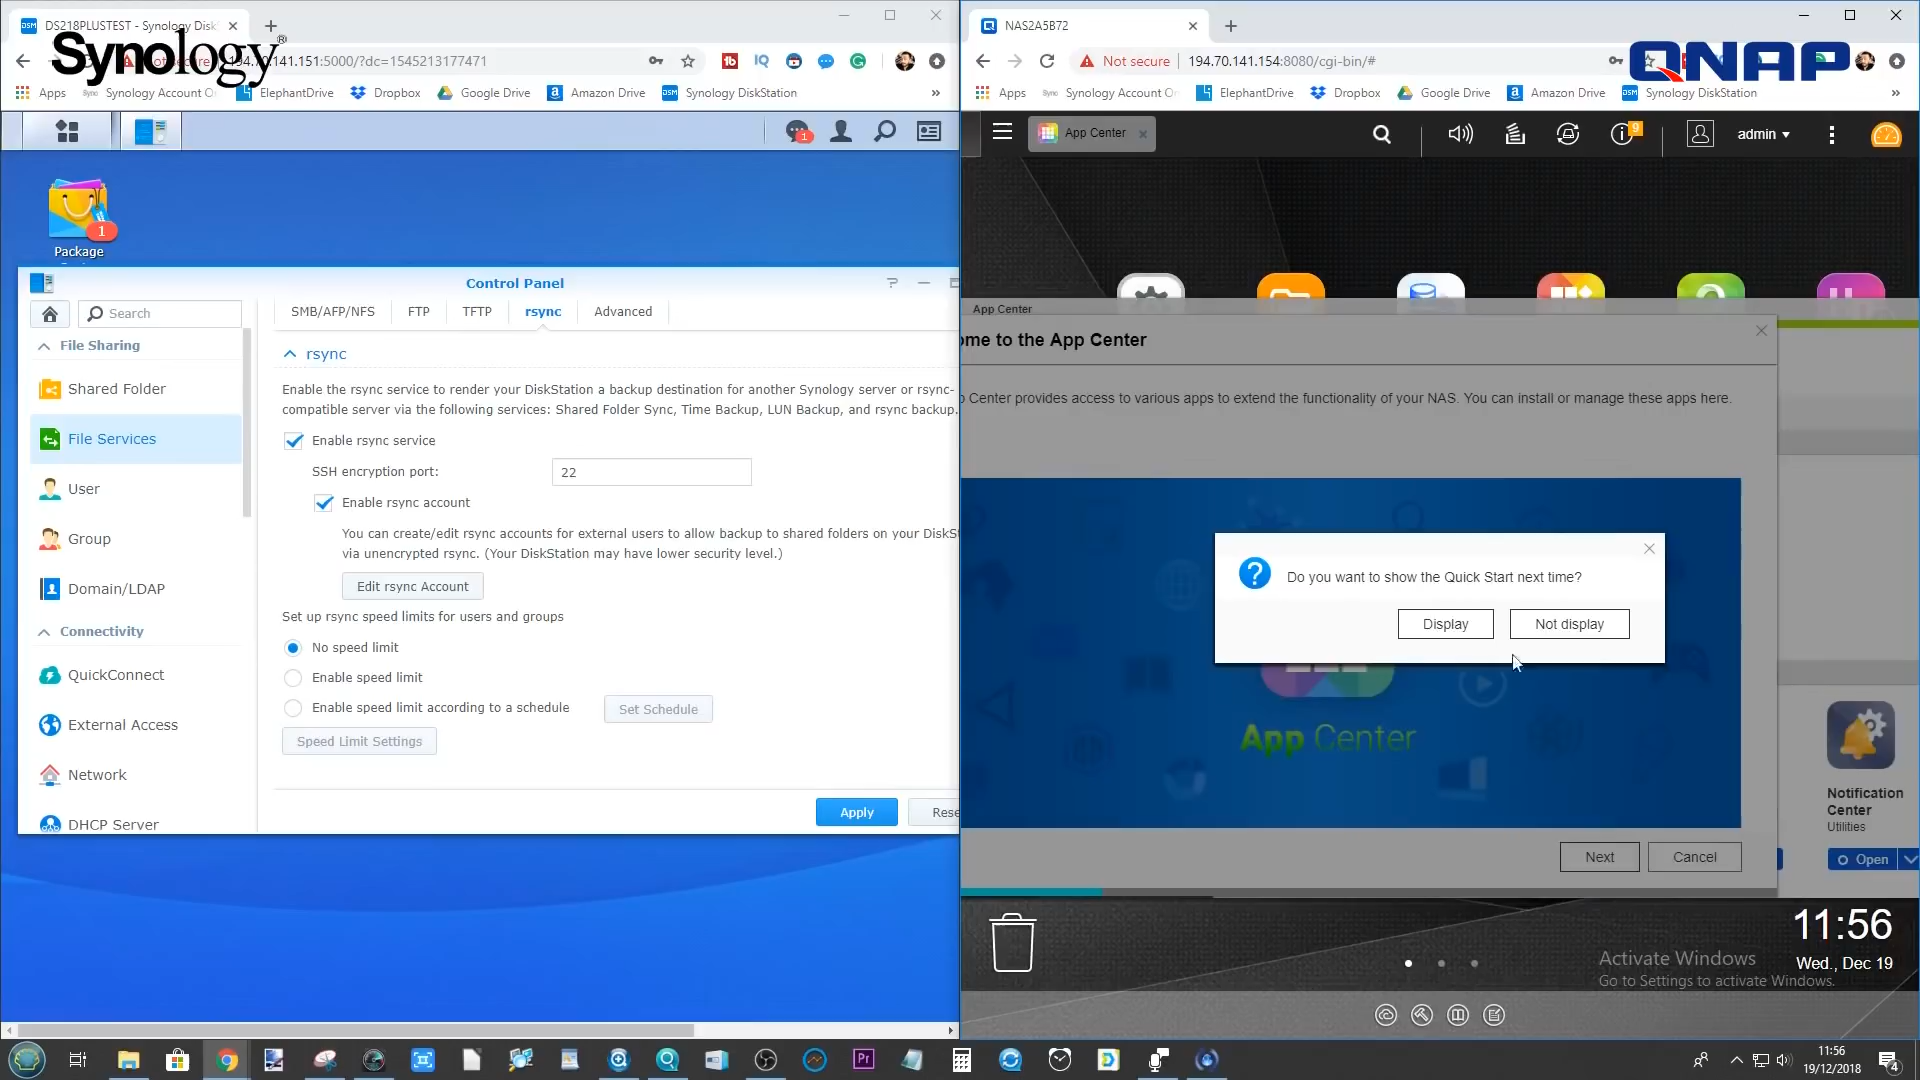 DS218PLUSTEST - Synology Disk
Synology®
194.70.141.151:5000/?dc=1545213177471
Apps
Synology Account O
ElephantDrive
Dropbox
Google Drive
Amazon Drive
Synology DiskStation
»
1
1
Package
Control Panel
Search
SMB/AFP/NFS
FTP
TFTP
rsync
Advanced
File Sharing
Shared Folder
File Services
User
Group
Domain/LDAP
Connectivity
QuickConnect
External Access
Network
DHCP Server
rsync
Enable the rsync service to render your DiskStation a backup destination for another Synology server or rsync-
compatible server via the following services: Shared Folder Sync, Time Backup, LUN Backup, and rsync backup.
Enable rsync service
SSH encryption port:
22
Enable rsync account
You can create/edit rsync accounts for external users to allow backup to shared folders on your DiskS
via unencrypted rsync. (Your DiskStation may have lower security level.)
Edit rsync Account
Set up rsync speed limits for users and groups
No speed limit
Enable speed limit
Enable speed limit according to a schedule
Set Schedule
Speed Limit Settings
Apply
Rese
NAS2A5B72
QNAP
Not secure
194.70.141.154:8080/cgi-bin/#
Apps
Synology Account On
ElephantDrive
Dropbox
Google Drive
Amazon Drive
Synology DiskStation
»
App Center
9
admin
App Center
ome to the App Center
Center provides access to various apps to extend the functionality of your NAS. You can install or manage these apps here.
Do you want to show the Quick Start next time?
Display
Not display
App Center
Next
Cancel
Notification
Center
Utilities
Open
11:56
Wed., Dec 19
Activate Windows
Go to Settings to activate Windows.
11:56
19/12/2018
4